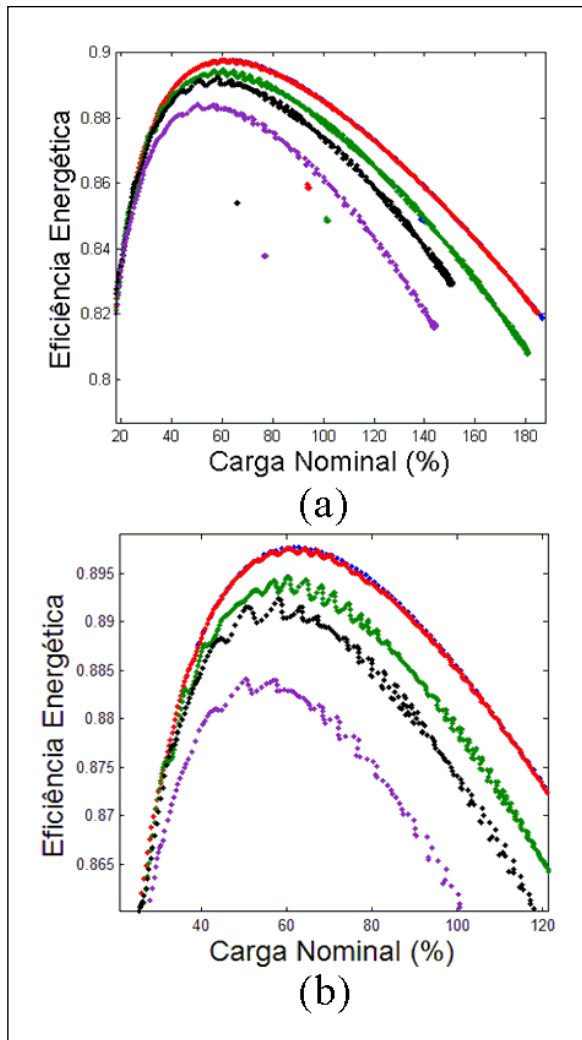 0.9
0.88
0.86
0.84
0.82
0.8
Eficiência Energética
20 40 60 80 100 120 140 160 180
Carga Nominal (%)
(a)
0.895
0.89
0.885
0.88
0.875
0.87
0.865
Eficiência Energética
40 60 80 100 120
Carga Nominal (%)
(b)